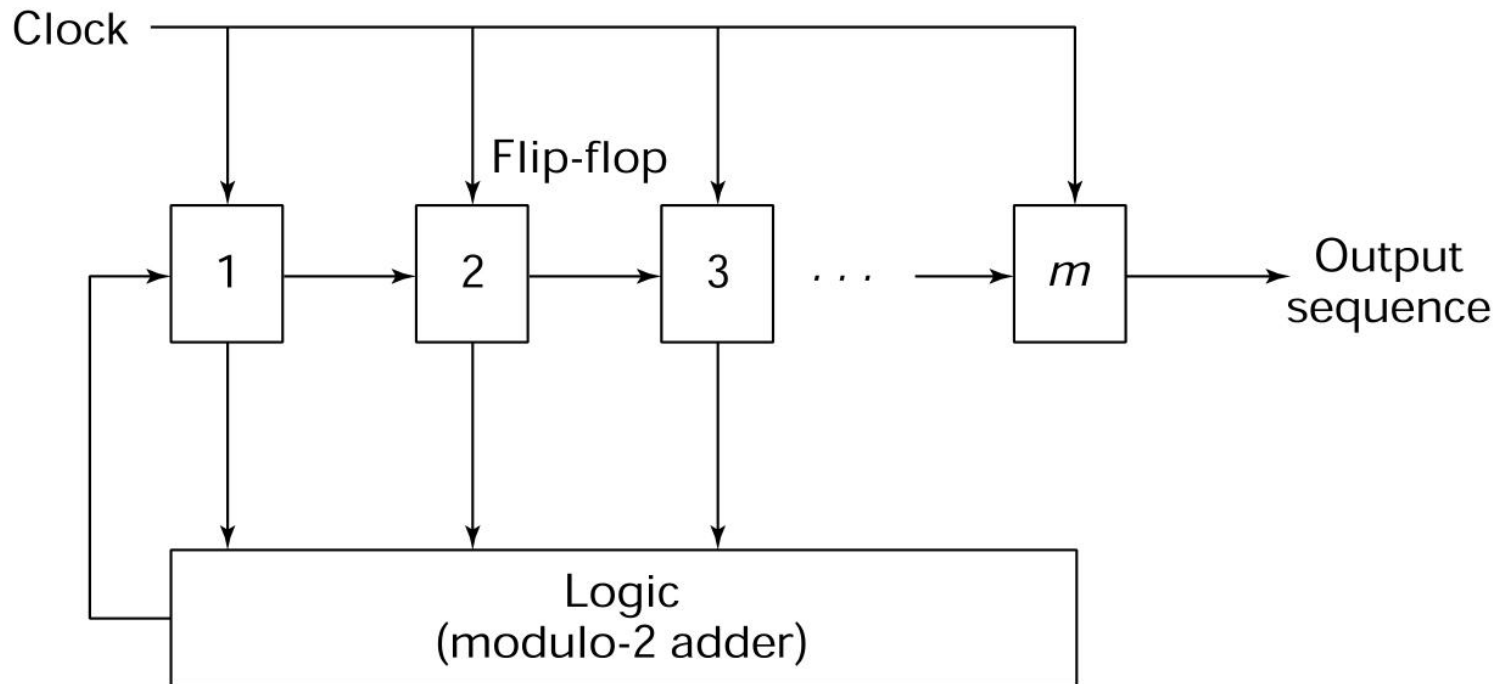 Clock
Flip-flop
1
2
3
. . .
m
Output
sequence
Logic
(modulo-2 adder)